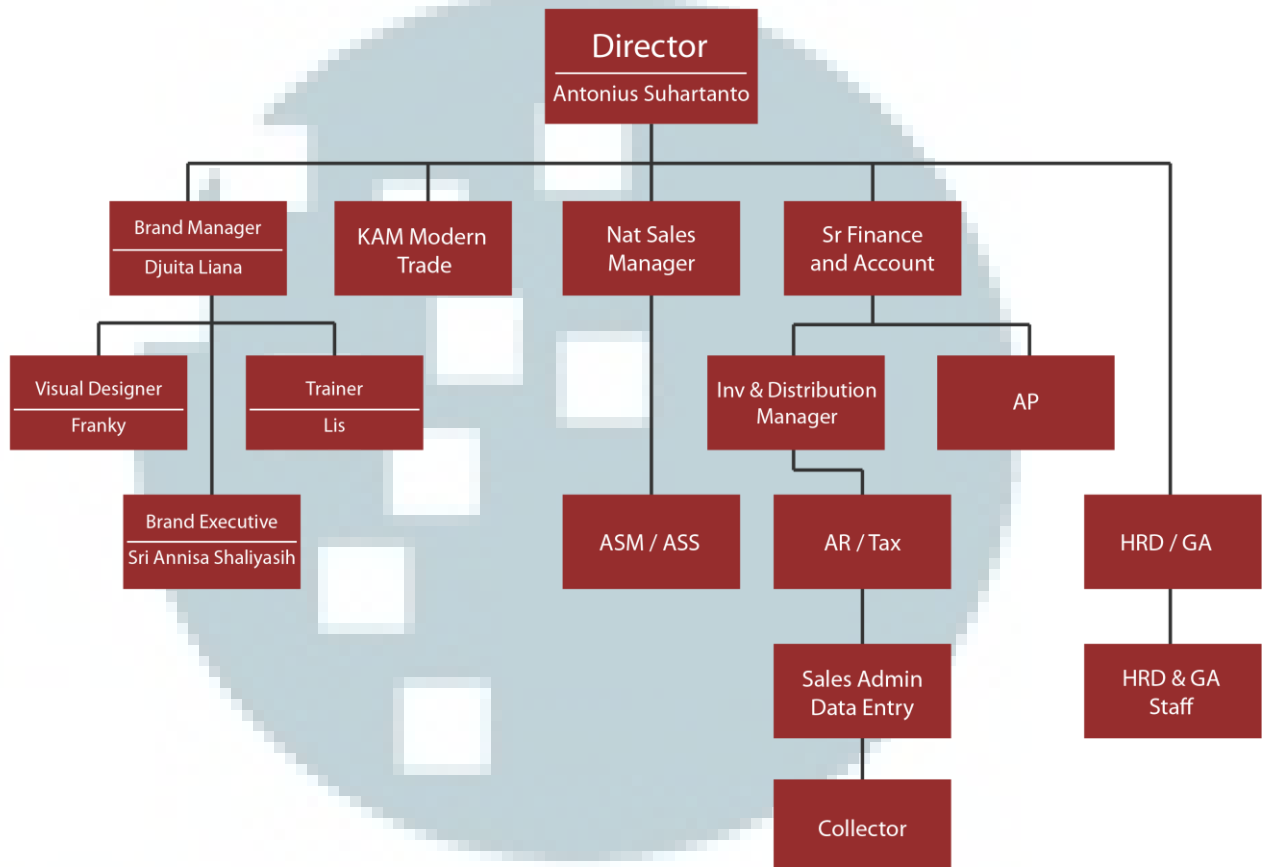 Director
Antonius Suhartanto
Brand Manager
Djuita Liana
KAM Modern
Trade
Nat Sales
Manager
Sr Finance
and Account
Visual Designer
Franky
Trainer
Lis
Inv & Distribution
Manager
AP
Brand Executive
Sri Annisa Shaliyasih
ASM / ASS
AR / Tax
HRD / GA
Sales Admin
Data Entry
HRD & GA
Staff
Collector